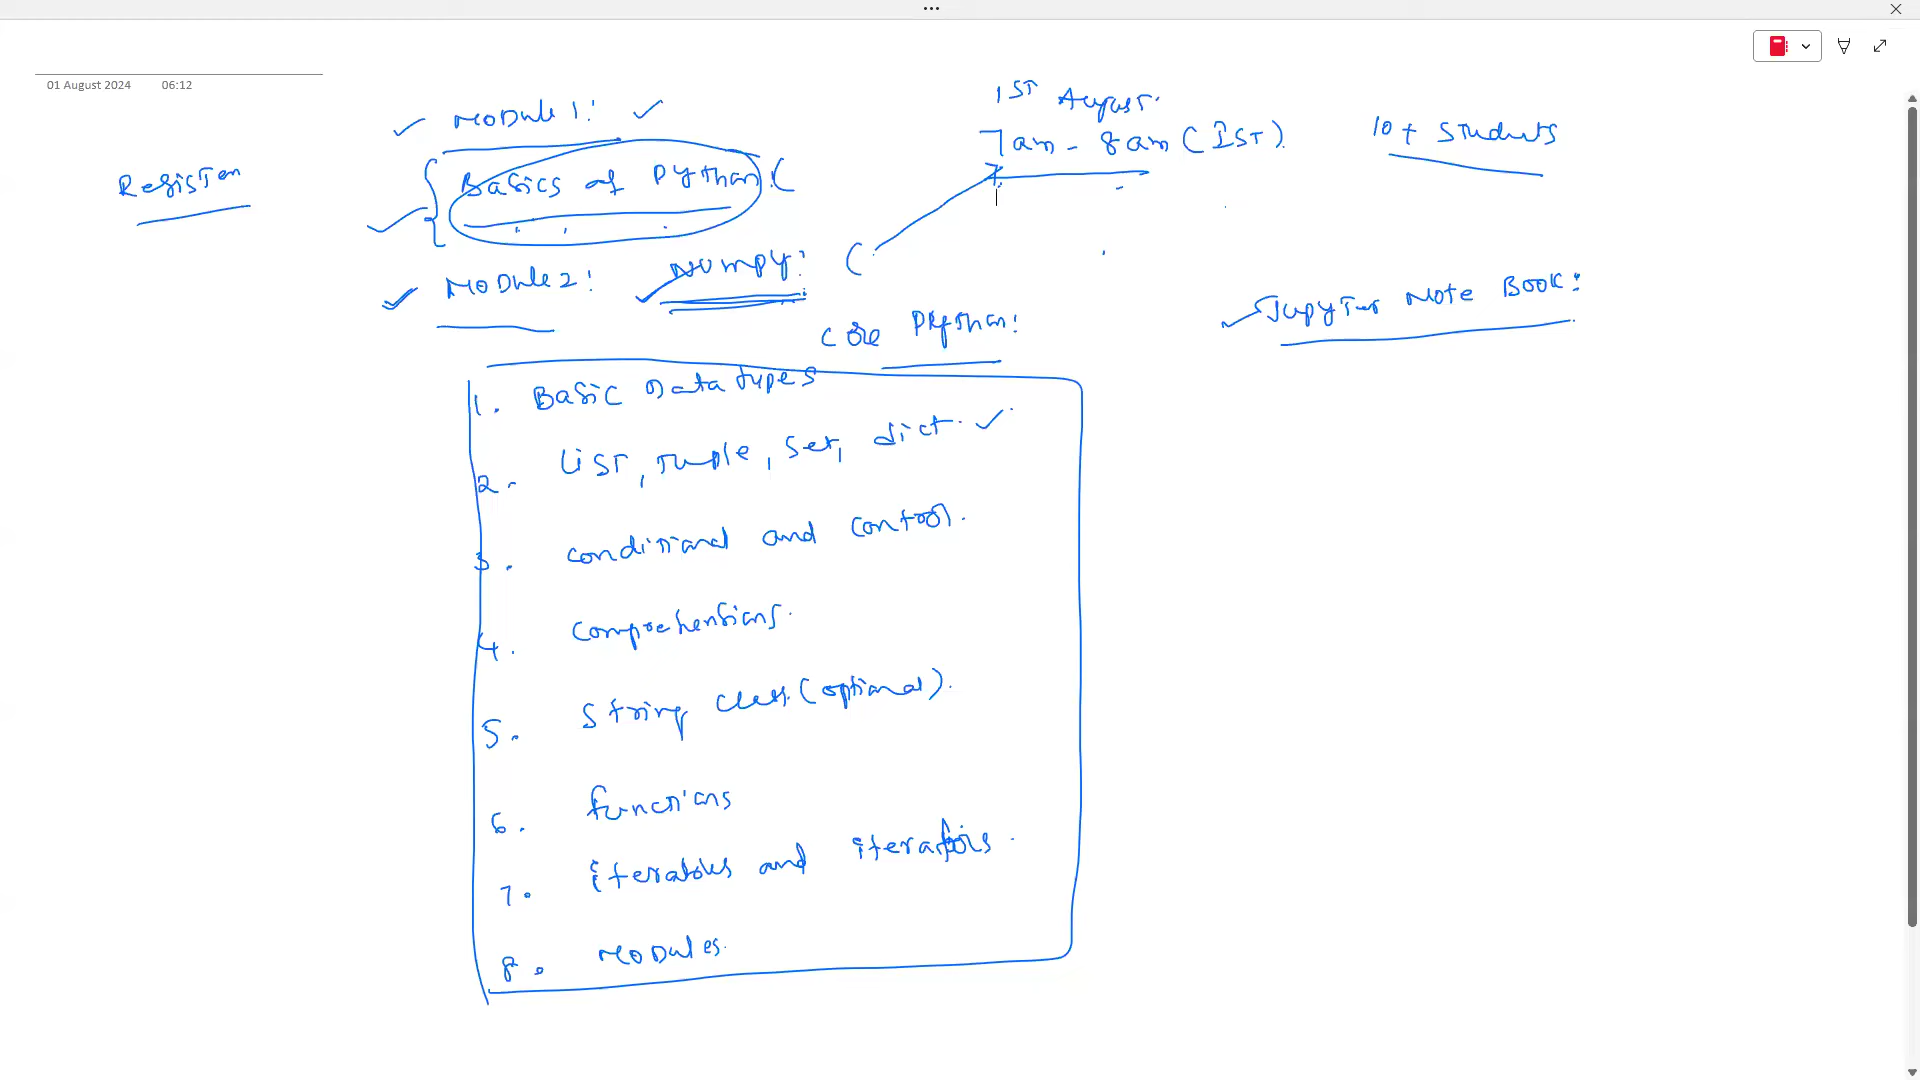 01 August 2024 06:12
Register
Module 1:
Basics of Python: (
Module 2: Numpy: (
1ST August.
7am - 8am (IST).
10+ Students
Jupyter Note Book:
Core Python:
1. Basic Data types
2. List, Tuple, Set, dict.
3. conditional and control.
4. comprehensions.
5. String class (optional).
6. functions
7. iterables and iterators.
8. Modules.